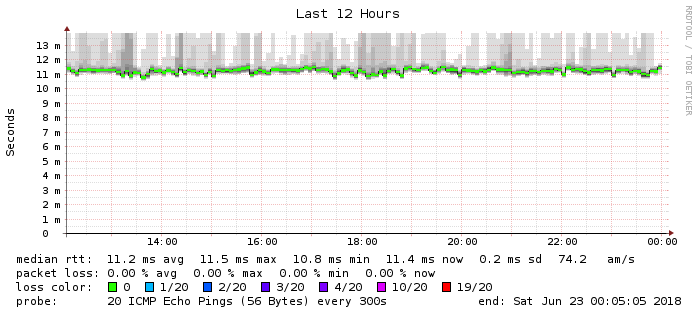 Last 12 Hours
RRDTOOL / TOBI OETIKER
Seconds
13 m
12 m
11 m
10 m
9 m
8 m
7 m
6 m
5 m
4 m
3 m
2 m
1 m
0
14:00 16:00 18:00 20:00 22:00 00:00
median rtt: 11.2 ms avg 11.5 ms max 10.8 ms min 11.4 ms now 0.2 ms sd 74.2 am/s
packet loss: 0.00 % avg 0.00 % max 0.00 % min 0.00 % now
loss color: 0 1/20 2/20 3/20 4/20 10/20 19/20
probe: 20 ICMP Echo Pings (56 Bytes) every 300s end: Sat Jun 23 00:05:05 2018